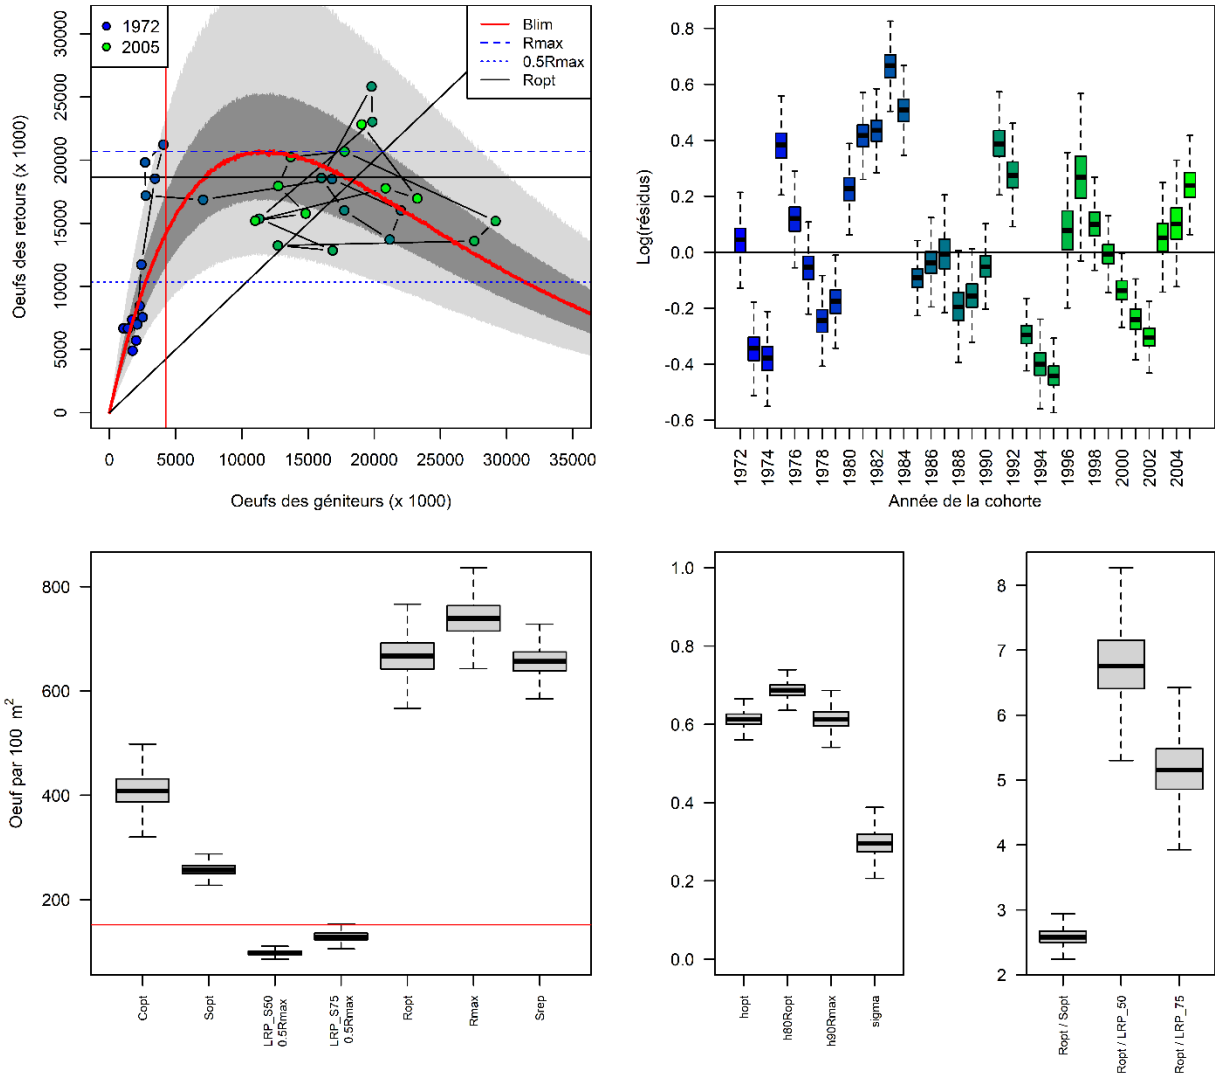 1972
2005
Blim
Rmax
0.5Rmax
Ropt
Oeufs des retours (x 1000)
30000
25000
20000
15000
10000
5000
0
0 5000 10000 15000 20000 25000 30000 35000
Oeufs des géniteurs (x 1000)
Log(résidus)
0.8
0.6
0.4
0.2
0.0
-0.2
-0.4
-0.6
1972 1974 1976 1978 1980 1982 1984 1986 1988 1990 1992 1994 1996 1998 2000 2002 2004
Année de la cohorte
Oeuf par 100 m²
800
600
400
200
Copt
Sopt
LRP_S50
0.5Rmax
LRP_S75
0.5Rmax
Ropt
Rmax
Srep
1.0
0.8
0.6
0.4
0.2
0.0
hopt
h80Ropt
h90Rmax
sigma
8
7
6
5
4
3
2
Ropt / Sopt
Ropt / LRP_50
Ropt / LRP_75